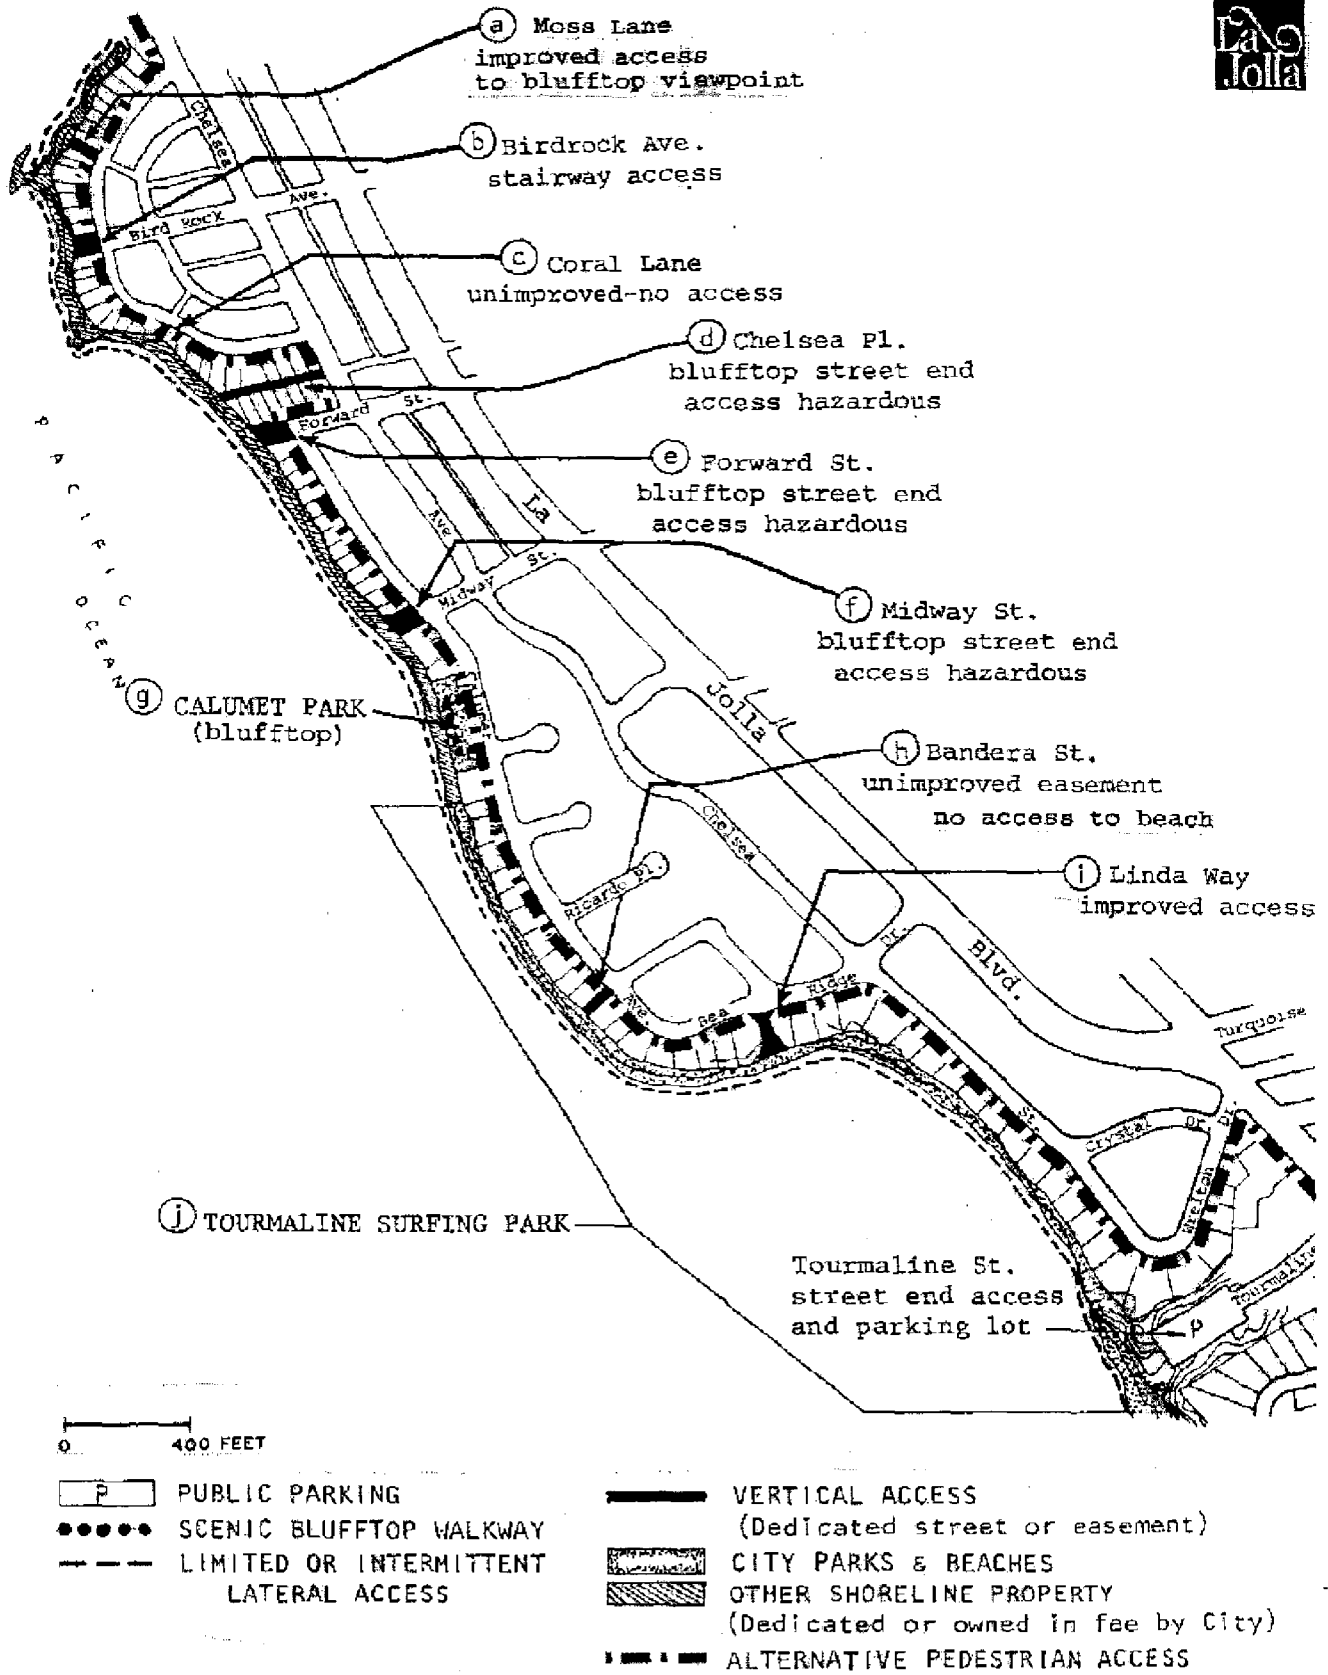 La
Jolla
a Moss Lane
improved access
to blufftop viewpoint
b Birdrock Ave.
stairway access
c Coral Lane
unimproved-no access
d Chelsea Pl.
blufftop street end
access hazardous
e Forward St.
blufftop street end
access hazardous
f Midway St.
blufftop street end
access hazardous
g CALUMET PARK
(blufftop)
h Bandera St.
unimproved easement
no access to beach
i Linda Way
improved access
j TOURMALINE SURFING PARK
Tourmaline St.
street end access
and parking lot
P
Chelsea
Bird Rock Ave.
Forward St.
Ave
Midway St.
La Jolla Blvd.
PACIFIC
OCEAN
Chelsea
Ricardo Pl.
Ave
Sea Ridge
Dr.
St.
Crystal Dr.
Dr.
Wrelton
Turquoise
Tourmaline
0 400 FEET
P PUBLIC PARKING
SCENIC BLUFFTOP WALKWAY
LIMITED OR INTERMITTENT
LATERAL ACCESS
VERTICAL ACCESS
(Dedicated street or easement)
CITY PARKS & BEACHES
OTHER SHORELINE PROPERTY
(Dedicated or owned in fee by City)
ALTERNATIVE PEDESTRIAN ACCESS